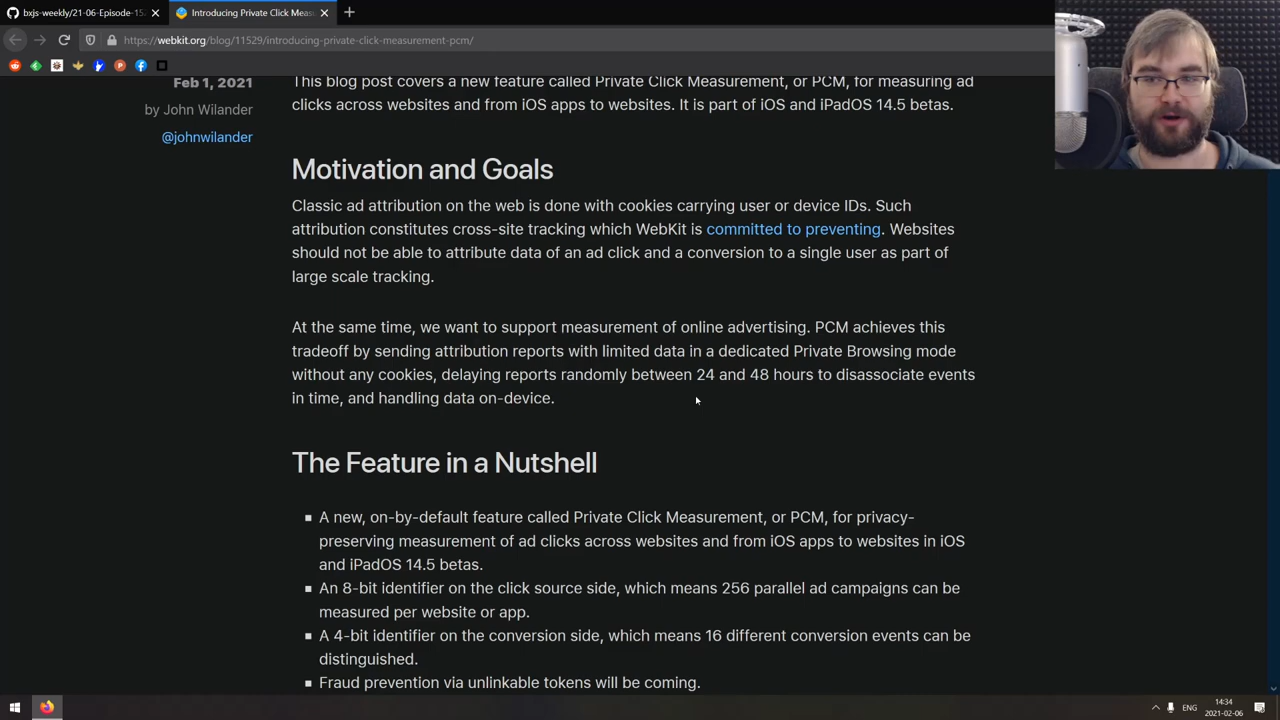 bxjs-weekly/21-06-Episode-15
Introducing Private Click Meas
https://webkit.org/blog/11529/introducing-private-click-measurement-pcm/
Feb 1, 2021
by John Wilander
@johnwilander
This blog post covers a new feature called Private Click Measurement, or PCM, for measuring ad
clicks across websites and from iOS apps to websites. It is part of iOS and iPadOS 14.5 betas.
Motivation and Goals
Classic ad attribution on the web is done with cookies carrying user or device IDs. Such
attribution constitutes cross-site tracking which WebKit is committed to preventing. Websites
should not be able to attribute data of an ad click and a conversion to a single user as part of
large scale tracking.
At the same time, we want to support measurement of online advertising. PCM achieves this
tradeoff by sending attribution reports with limited data in a dedicated Private Browsing mode
without any cookies, delaying reports randomly between 24 and 48 hours to disassociate events
in time, and handling data on-device.
The Feature in a Nutshell
A new, on-by-default feature called Private Click Measurement, or PCM, for privacy-
preserving measurement of ad clicks across websites and from iOS apps to websites in iOS
and iPadOS 14.5 betas.
An 8-bit identifier on the click source side, which means 256 parallel ad campaigns can be
measured per website or app.
A 4-bit identifier on the conversion side, which means 16 different conversion events can be
distinguished.
Fraud prevention via unlinkable tokens will be coming.
ENG
14:34
2021-02-06